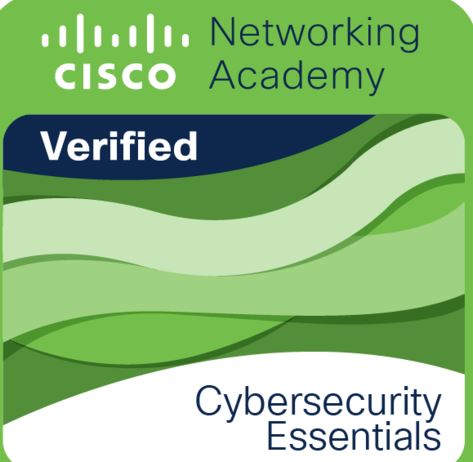 Networking
CISCO Academy
Verified
Cybersecurity
Essentials